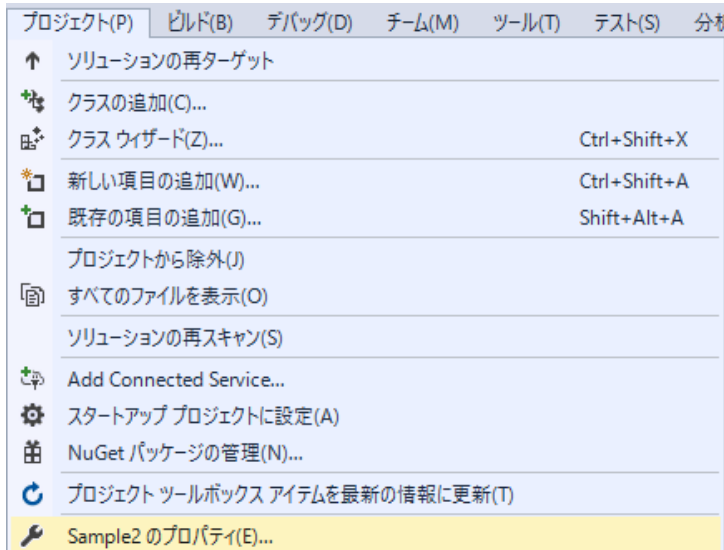 プロジェクト(P) ビルド(B) デバッグ(D) チーム(M) ツール(T) テスト(S) 分析
ソリューションの再ターゲット
クラスの追加(C)...
クラス ウィザード(Z)... Ctrl+Shift+X
新しい項目の追加(W)... Ctrl+Shift+A
既存の項目の追加(G)... Shift+Alt+A
プロジェクトから除外(J)
すべてのファイルを表示(O)
ソリューションの再スキャン(S)
Add Connected Service...
スタートアップ プロジェクトに設定(A)
NuGet パッケージの管理(N)...
プロジェクト ツールボックス アイテムを最新の情報に更新(T)
Sample2 のプロパティ(E)...